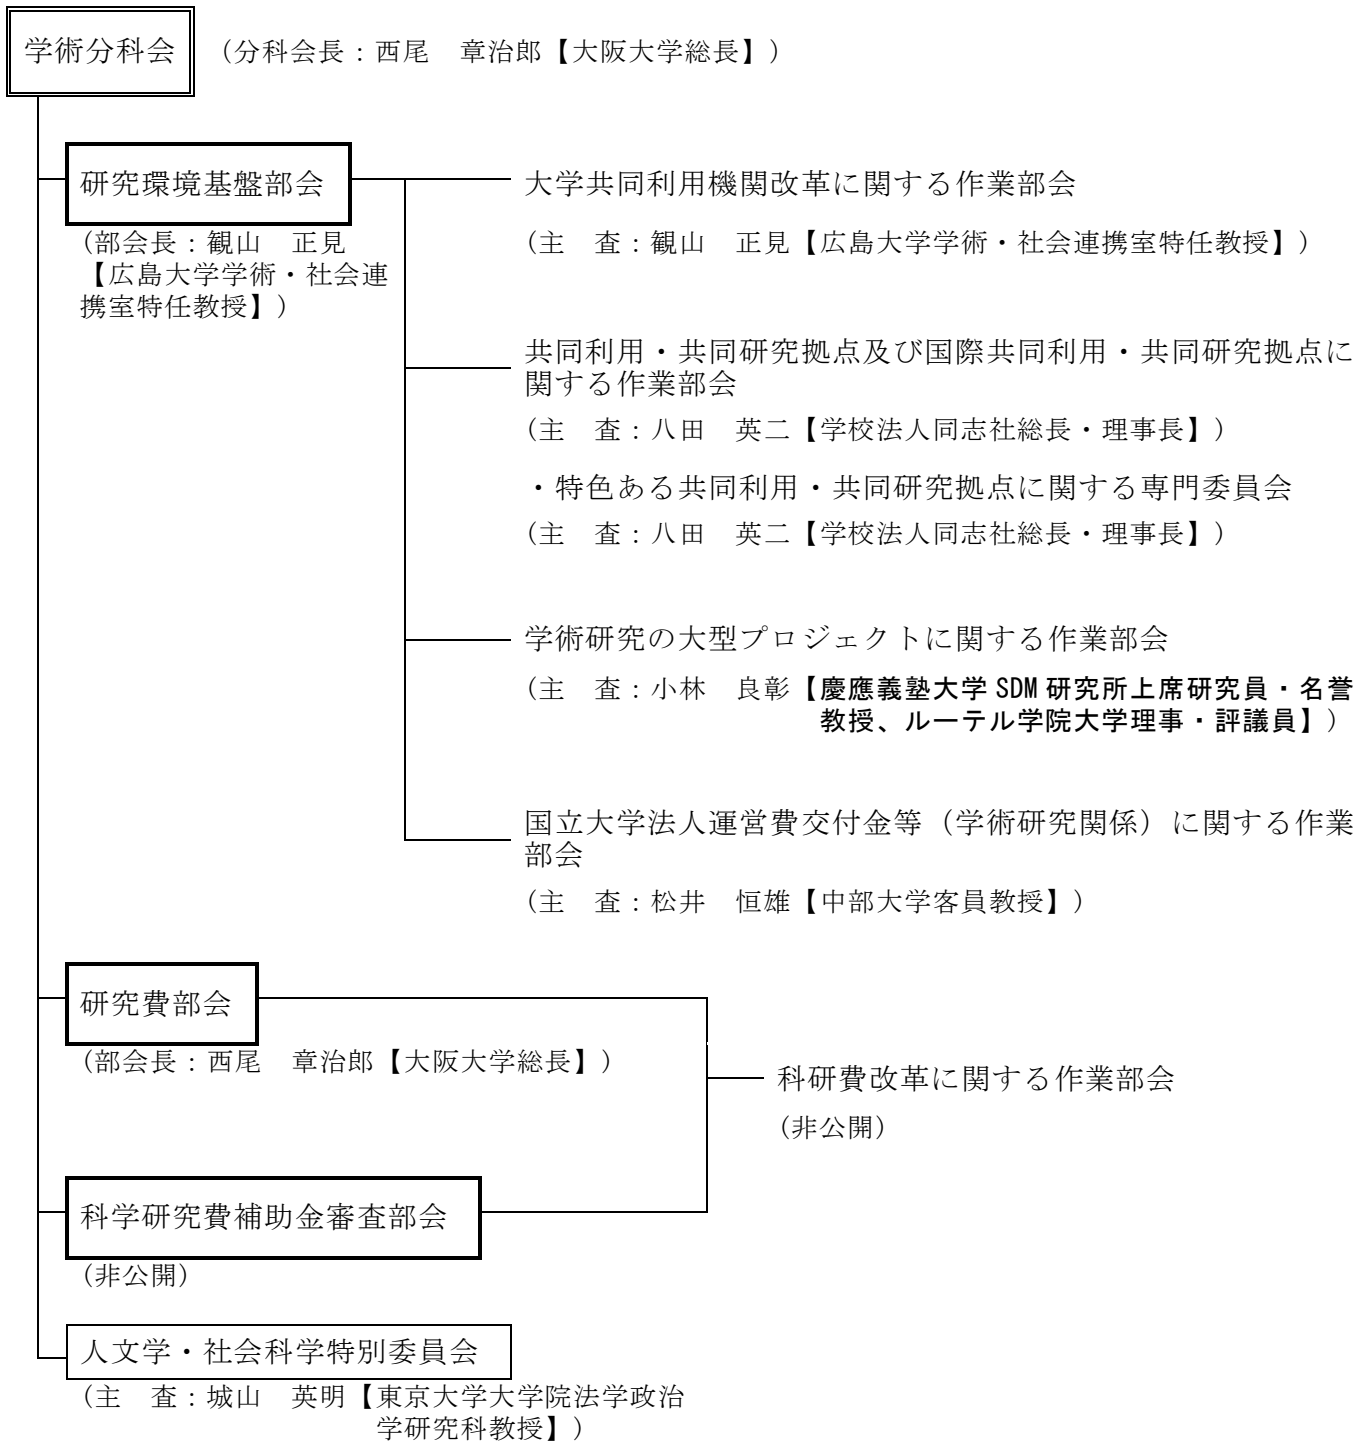 学術分科会 (分科会長：西尾　章治郎【大阪大学総長】)
研究環境基盤部会
(部会長：観山　正見
【広島大学学術・社会連
携室特任教授】)
大学共同利用機関改革に関する作業部会
(主　査：観山　正見【広島大学学術・社会連携室特任教授】)
共同利用・共同研究拠点及び国際共同利用・共同研究拠点に
関する作業部会
(主　査：八田　英二【学校法人同志社総長・理事長】)
・特色ある共同利用・共同研究拠点に関する専門委員会
(主　査：八田　英二【学校法人同志社総長・理事長】)
学術研究の大型プロジェクトに関する作業部会
(主　査：小林　良彰【慶應義塾大学 SDM 研究所上席研究員・名誉
教授、ルーテル学院大学理事・評議員】)
国立大学法人運営費交付金等（学術研究関係）に関する作業
部会
(主　査：松井　恒雄【中部大学客員教授】)
研究費部会
(部会長：西尾　章治郎【大阪大学総長】)
科研費改革に関する作業部会
(非公開)
科学研究費補助金審査部会
(非公開)
人文学・社会科学特別委員会
(主　査：城山　英明【東京大学大学院法学政治
学研究科教授】)